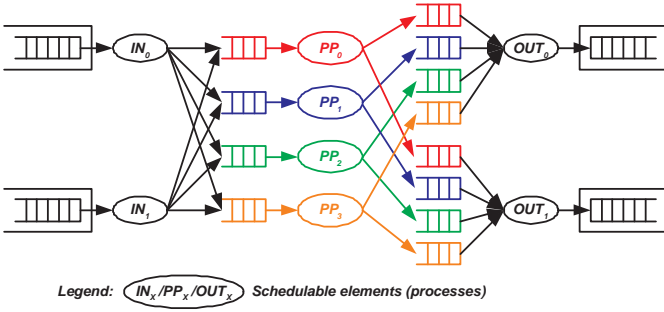 IN₀ PP₀ OUT₀
PP₁
PP₂
IN₁ PP₃ OUT₁
Legend: INₓ/PPₓ/OUTₓ Schedulable elements (processes)